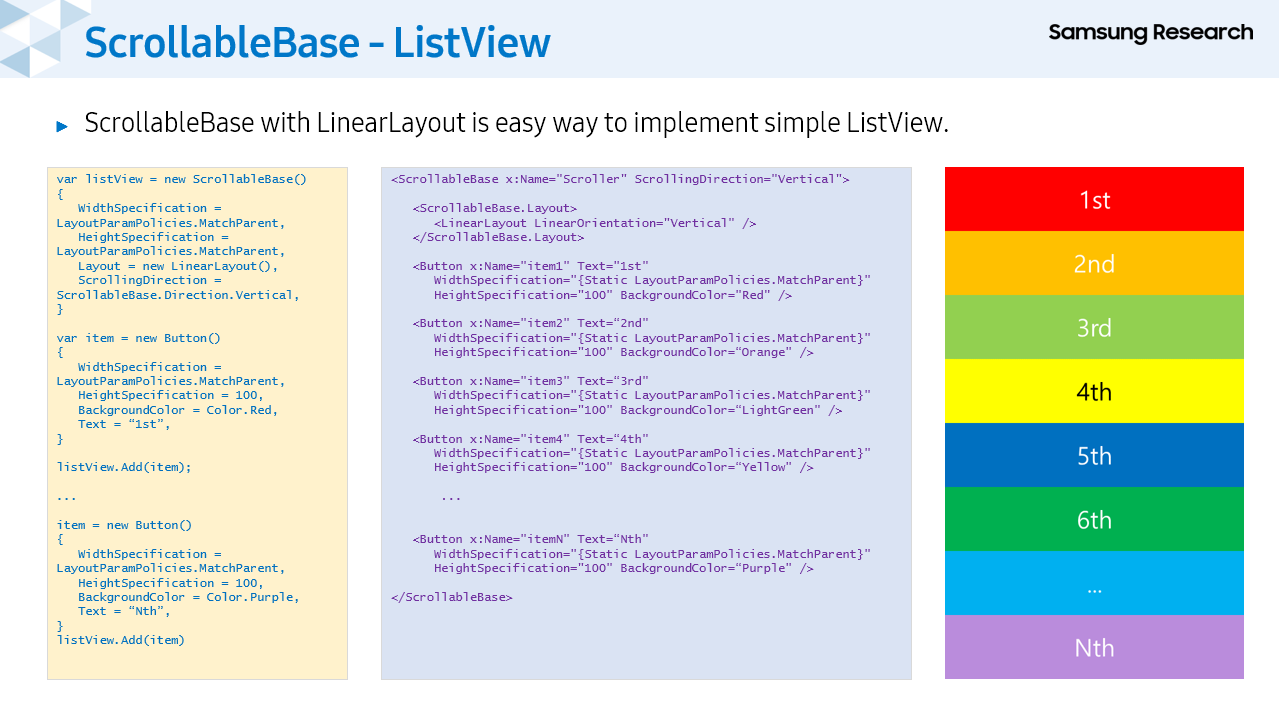 ScrollableBase - ListView
Samsung Research
► ScrollableBase with LinearLayout is easy way to implement simple ListView.
var listView = new ScrollableBase()
{
WidthSpecification =
LayoutParamPolicies.MatchParent,
HeightSpecification =
LayoutParamPolicies.MatchParent,
Layout = new LinearLayout(),
ScrollingDirection =
ScrollableBase.Direction.Vertical,
}
var item = new Button()
{
WidthSpecification =
LayoutParamPolicies.MatchParent,
HeightSpecification = 100,
BackgroundColor = Color.Red,
Text = “1st”,
}
listView.Add(item);
...
item = new Button()
{
WidthSpecification =
LayoutParamPolicies.MatchParent,
HeightSpecification = 100,
BackgroundColor = Color.Purple,
Text = “Nth”,
}
listView.Add(item)
<ScrollableBase x:Name="Scroller" ScrollingDirection="Vertical">
<ScrollableBase.Layout>
<LinearLayout LinearOrientation="Vertical" />
</ScrollableBase.Layout>
<Button x:Name="item1" Text="1st"
WidthSpecification="{Static LayoutParamPolicies.MatchParent}"
HeightSpecification="100" BackgroundColor="Red" />
<Button x:Name="item2" Text=“2nd"
WidthSpecification="{Static LayoutParamPolicies.MatchParent}"
HeightSpecification="100" BackgroundColor=“Orange" />
<Button x:Name="item3" Text=“3rd"
WidthSpecification="{Static LayoutParamPolicies.MatchParent}"
HeightSpecification="100" BackgroundColor=“LightGreen" />
<Button x:Name="item4" Text=“4th"
WidthSpecification="{Static LayoutParamPolicies.MatchParent}"
HeightSpecification="100" BackgroundColor=“Yellow" />
...
<Button x:Name="itemN" Text=“Nth"
WidthSpecification="{Static LayoutParamPolicies.MatchParent}"
HeightSpecification="100" BackgroundColor=“Purple" />
</ScrollableBase>
1st
2nd
3rd
4th
5th
6th
...
Nth